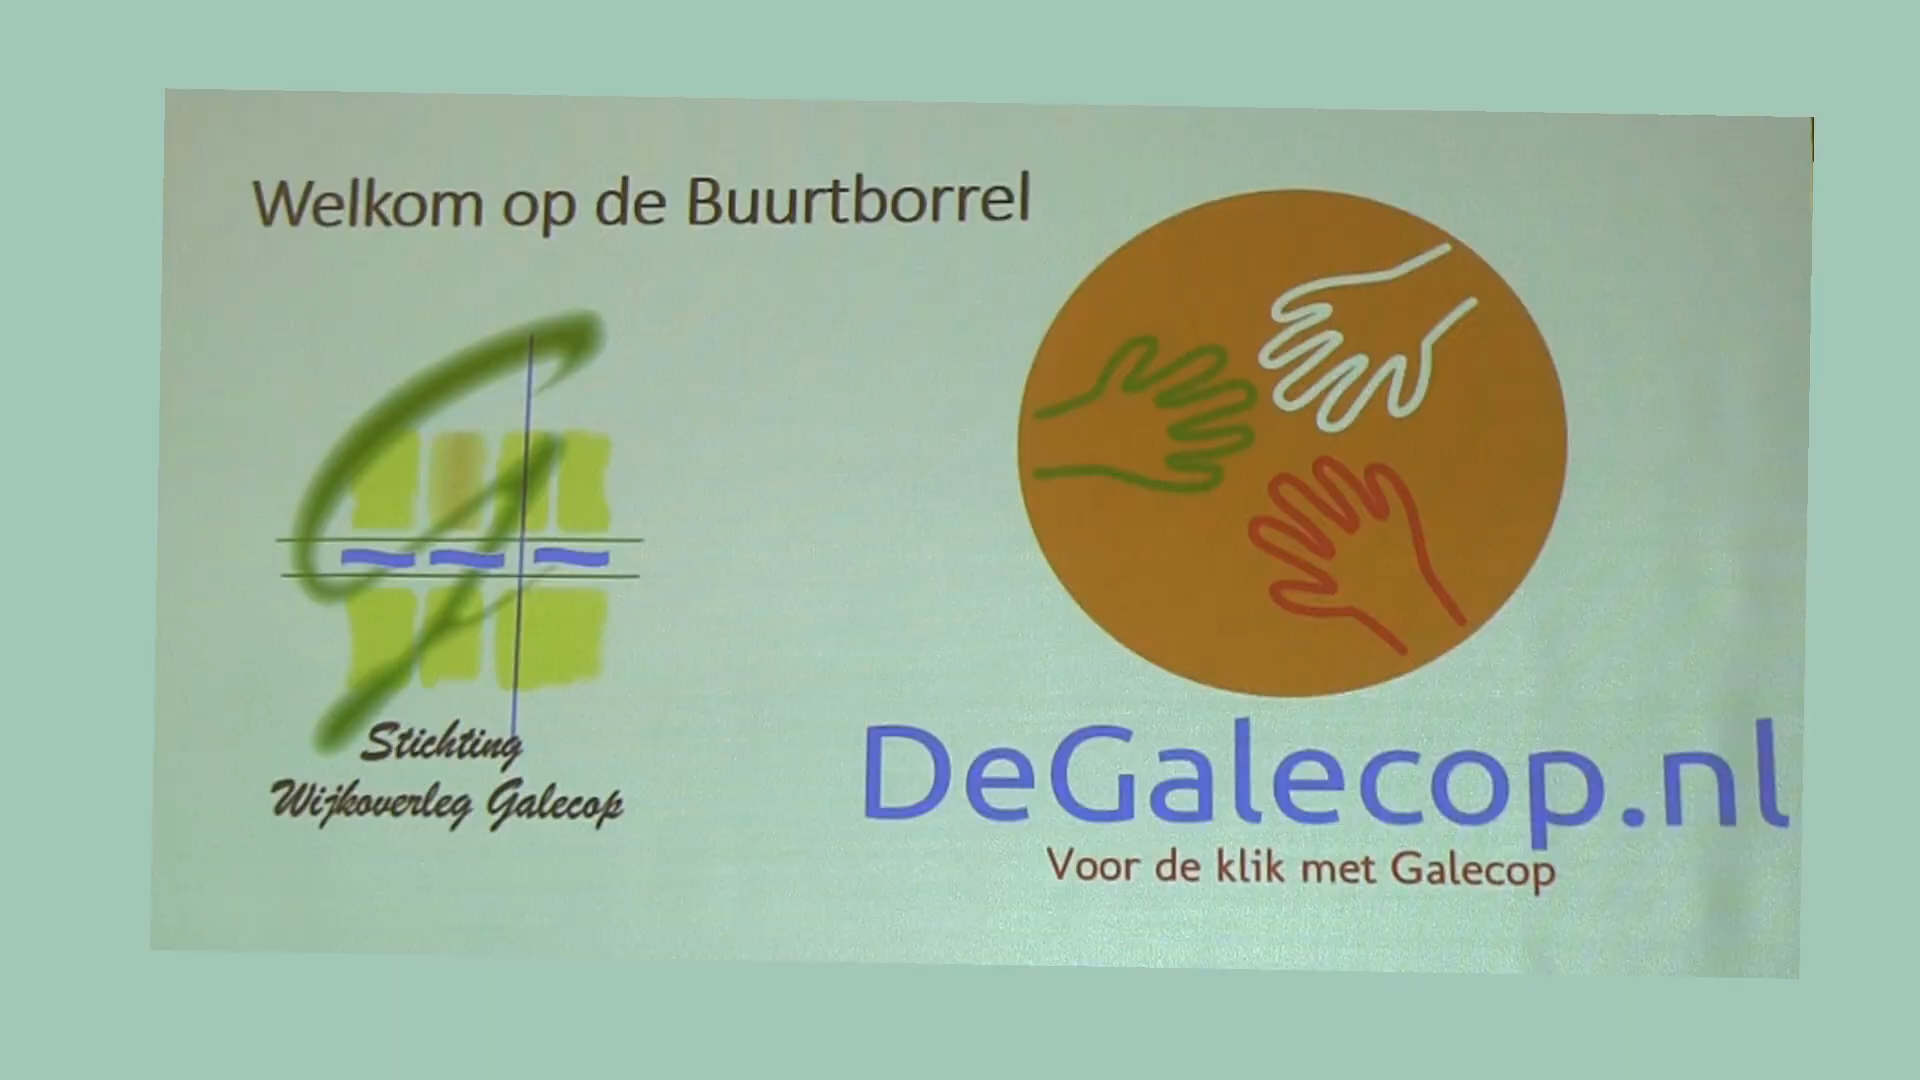 Welkom op de Buurtborrel
Stichting
Wijkoverleg Galecop
DeGalecop.nl
Voor de klik met Galecop